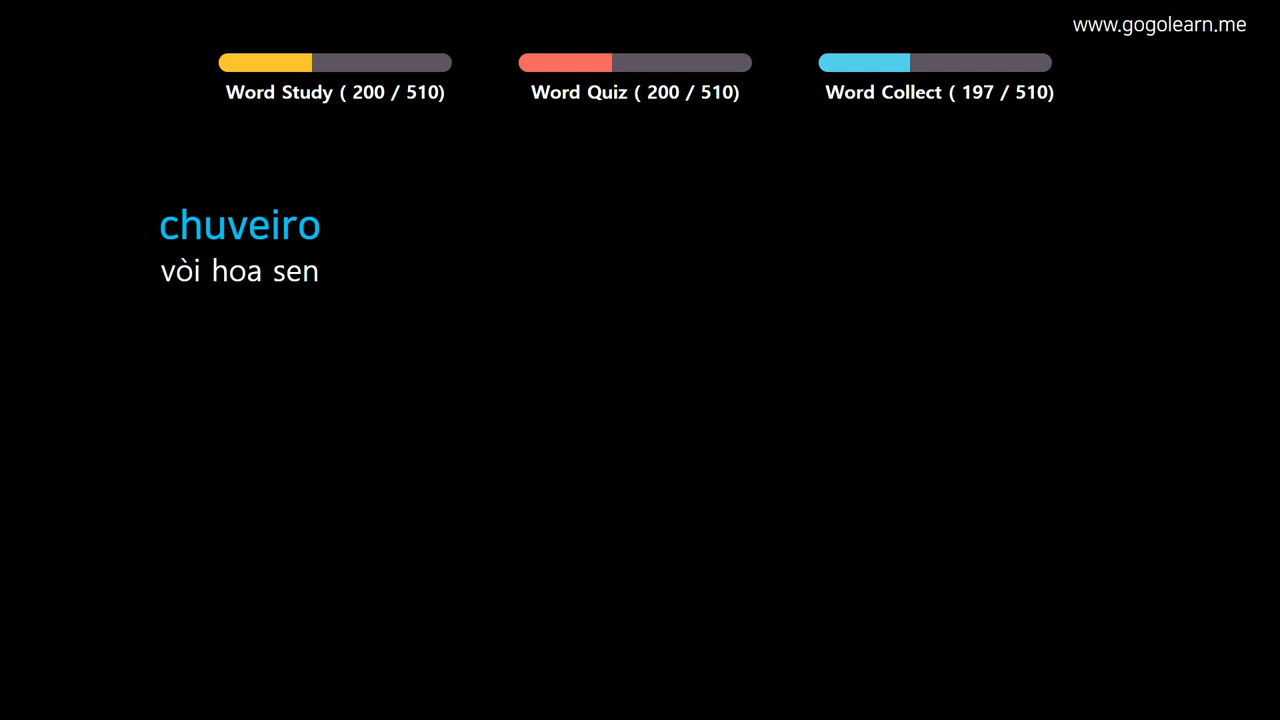 www.gogolearn.me
Word Study ( 200 / 510)
Word Quiz ( 200 / 510)
Word Collect ( 197 / 510)
chuveiro
vòi hoa sen